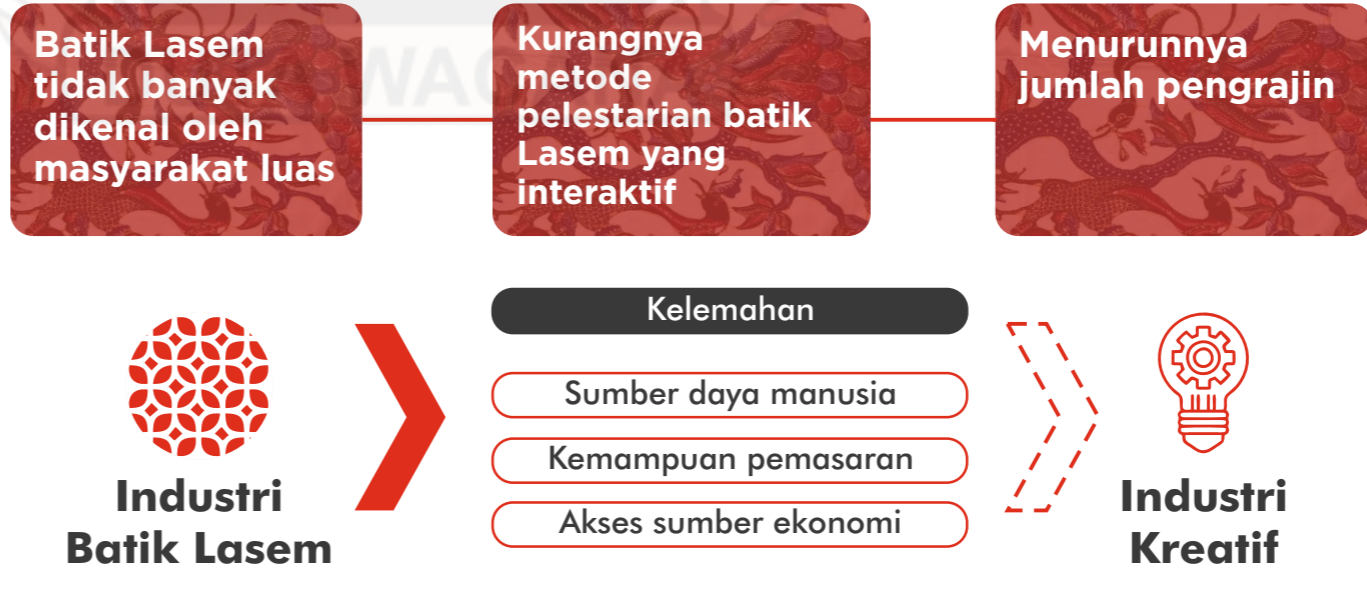 Batik Lasem
tidak banyak
dikenal oleh
masyarakat luas
Kurangnya
metode
pelestarian batik
Lasem yang
interaktif
Menurunnya
jumlah pengrajin
Kelemahan
Sumber daya manusia
Kemampuan pemasaran
Akses sumber ekonomi
Industri
Batik Lasem
Industri
Kreatif